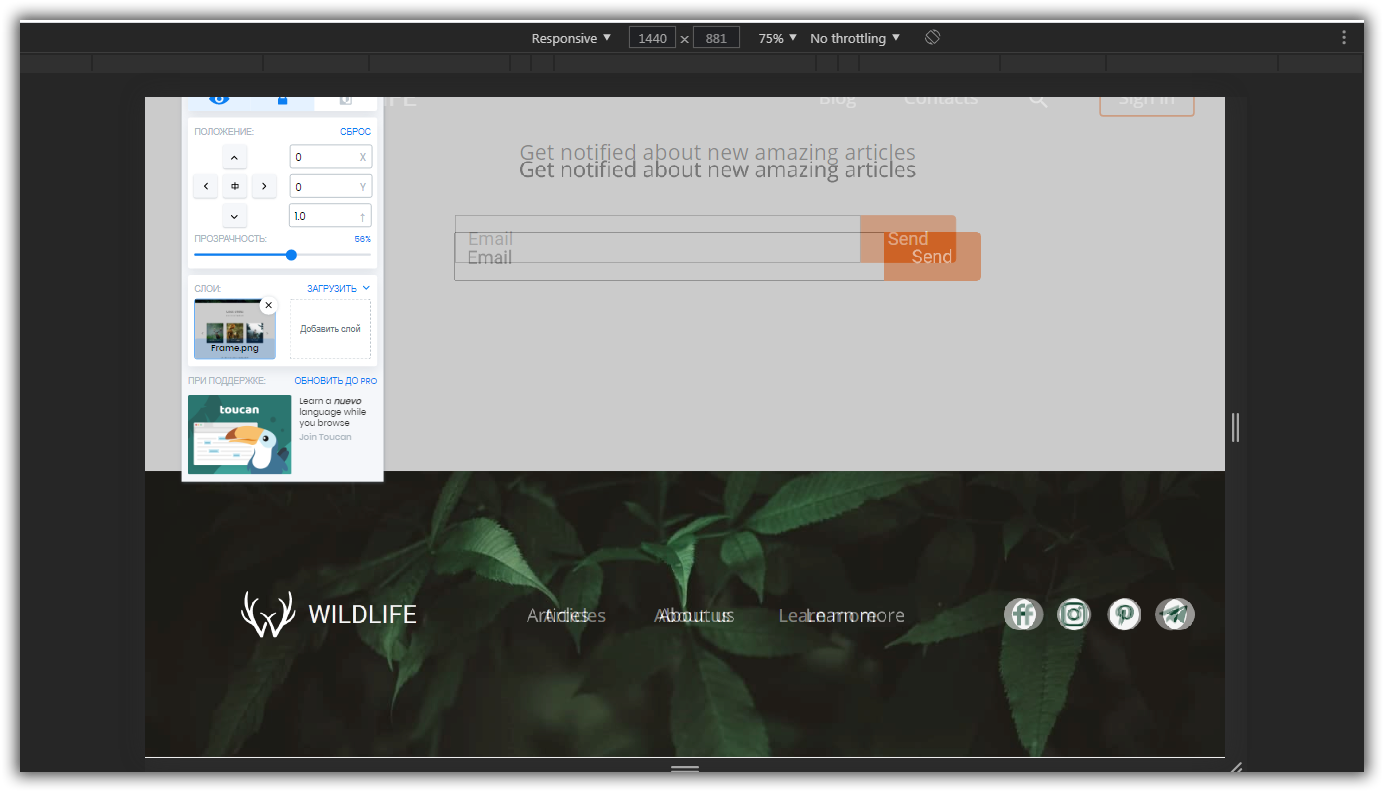 Responsive 1440 × 881 75% No throttling
Blog Contacts Sign In
ПОЛОЖЕНИЕ: СБРОС
0 X
0 Y
1.0 ↑
ПРОЗРАЧНОСТЬ: 56%
СЛОИ: ЗАГРУЗИТЬ
Frame.png
Добавить слой
ПРИ ПОДДЕРЖКЕ: ОБНОВИТЬ ДО PRO
toucan
Learn a nuevo
language while
you browse
Join Toucan
Get notified about new amazing articles
Get notified about new amazing articles
Email Send
Email Send
WILDLIFE
Articles Articles About us About us Learn more Learn more